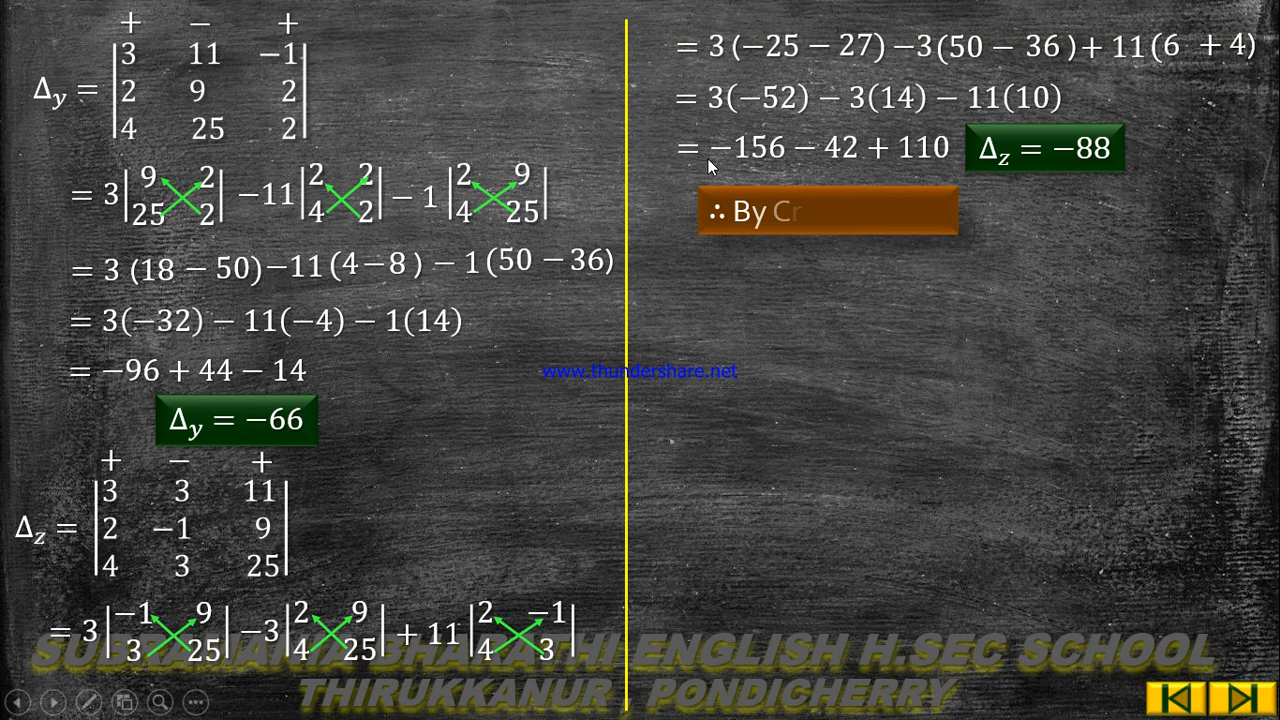 + − +
Δy = |3 11 −1|
|2 9 2|
|4 25 2|
= 3 |9 2| −11 |2 2| − 1 |2 9|
|25 2| |4 2| |4 25|
= 3 (18 − 50) −11 (4 − 8 ) − 1 (50 − 36)
= 3(−32) − 11(−4) − 1(14)
= −96 + 44 − 14
Δy = −66
+ − +
Δz = |3 3 11|
|2 −1 9|
|4 3 25|
= 3 |−1 9| −3 |2 9| + 11 |2 −1|
|3 25| |4 25| |4 3|
= 3 (−25 − 27) −3 (50 − 36 ) + 11 (6 + 4)
= 3(−52) − 3(14) − 11(10)
= −156 − 42 + 110 Δz = −88
∴ By Cr
www.thundershare.net
SUBRAMANIA BHARATHI ENGLISH H.SEC SCHOOL
THIRUKKANUR , PONDICHERRY